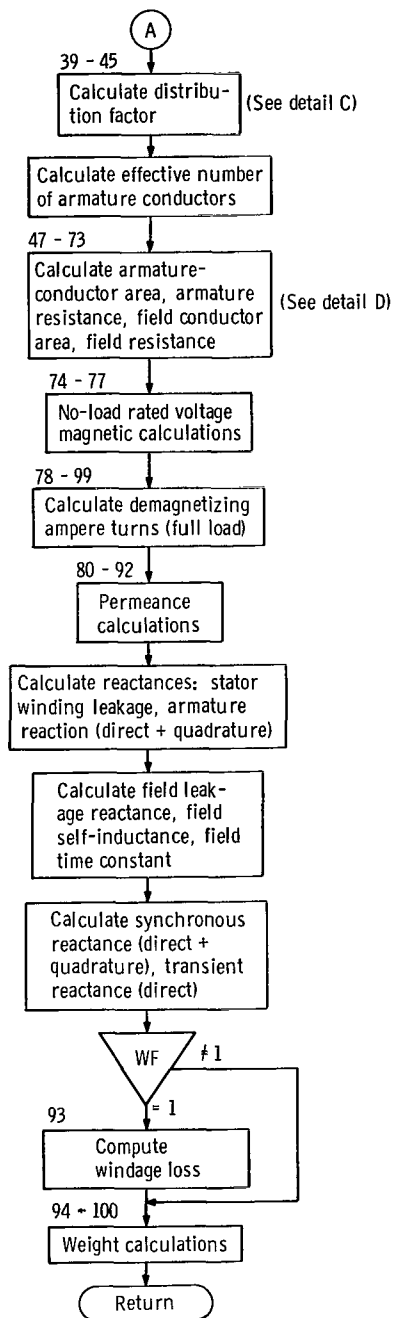 A
39 - 45
Calculate distribu-
tion factor
(See detail C)
Calculate effective number
of armature conductors
47 - 73
Calculate armature-
conductor area, armature
resistance, field conductor
area, field resistance
(See detail D)
74 - 77
No-load rated voltage
magnetic calculations
78 - 99
Calculate demagnetizing
ampere turns (full load)
80 - 92
Permeance
calculations
Calculate reactances: stator
winding leakage, armature
reaction (direct + quadrature)
Calculate field leak-
age reactance, field
self-inductance, field
time constant
Calculate synchronous
reactance (direct +
quadrature), transient
reactance (direct)
WF
≠ 1
= 1
93
Compute
windage loss
94 - 100
Weight calculations
Return